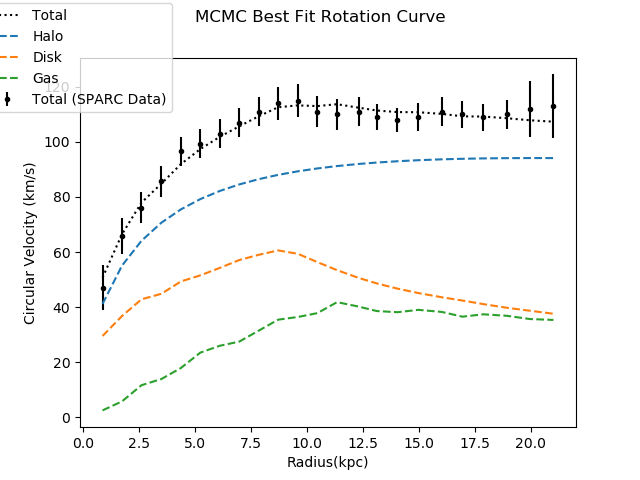 MCMC Best Fit Rotation Curve
Total
Halo
Disk
Gas
Total (SPARC Data)
120
100
80
60
40
20
0
Circular Velocity (km/s)
0.0 2.5 5.0 7.5 10.0 12.5 15.0 17.5 20.0
Radius(kpc)